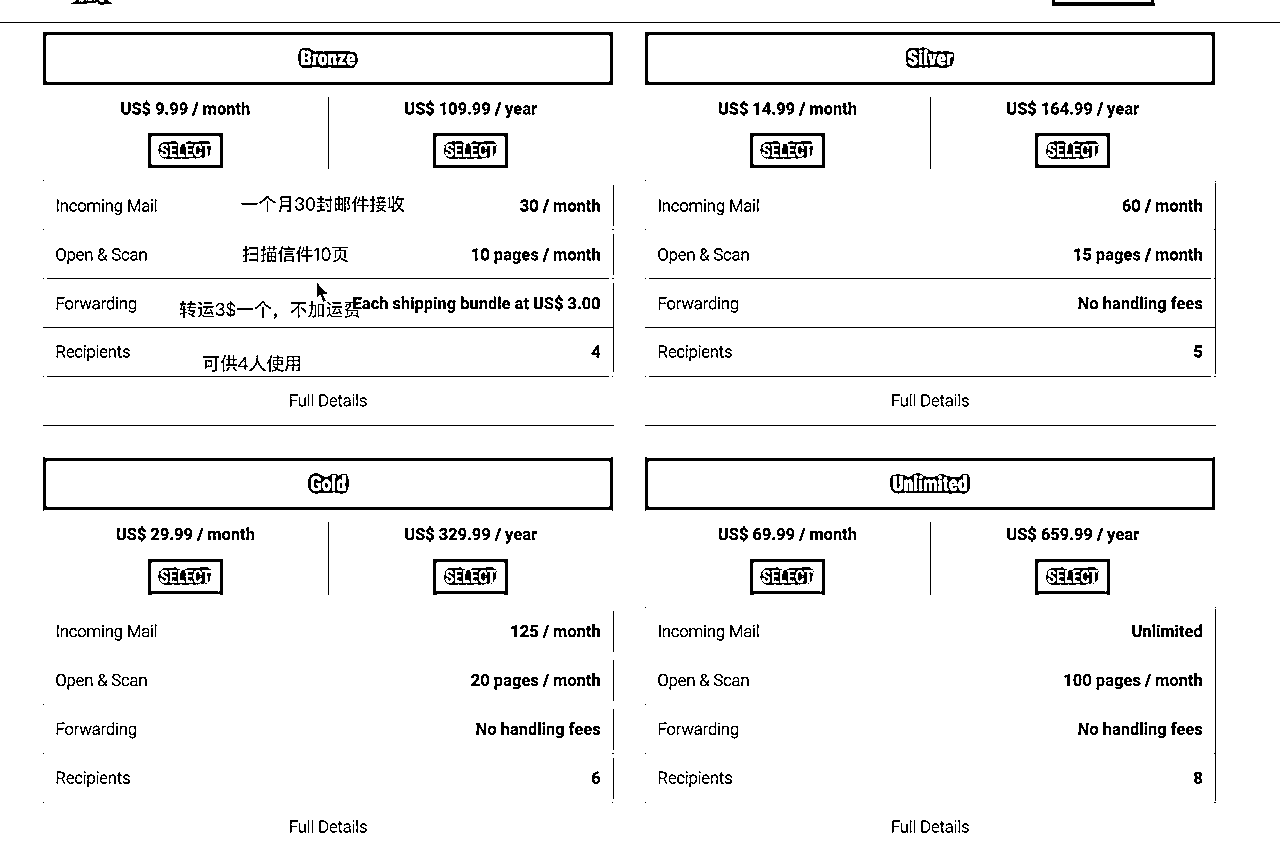 Bronze
US$ 9.99 / month
US$ 109.99 / year
SELECT
SELECT
Incoming Mail 一个月30封邮件接收 30 / month
Open & Scan 扫描信件10页 10 pages / month
Forwarding 转运3$一个，不加运费 Each shipping bundle at US$ 3.00
Recipients 可供4人使用 4
Full Details
Silver
US$ 14.99 / month
US$ 164.99 / year
SELECT
SELECT
Incoming Mail 60 / month
Open & Scan 15 pages / month
Forwarding No handling fees
Recipients 5
Full Details
Gold
US$ 29.99 / month
US$ 329.99 / year
SELECT
SELECT
Incoming Mail 125 / month
Open & Scan 20 pages / month
Forwarding No handling fees
Recipients 6
Full Details
Unlimited
US$ 69.99 / month
US$ 659.99 / year
SELECT
SELECT
Incoming Mail Unlimited
Open & Scan 100 pages / month
Forwarding No handling fees
Recipients 8
Full Details